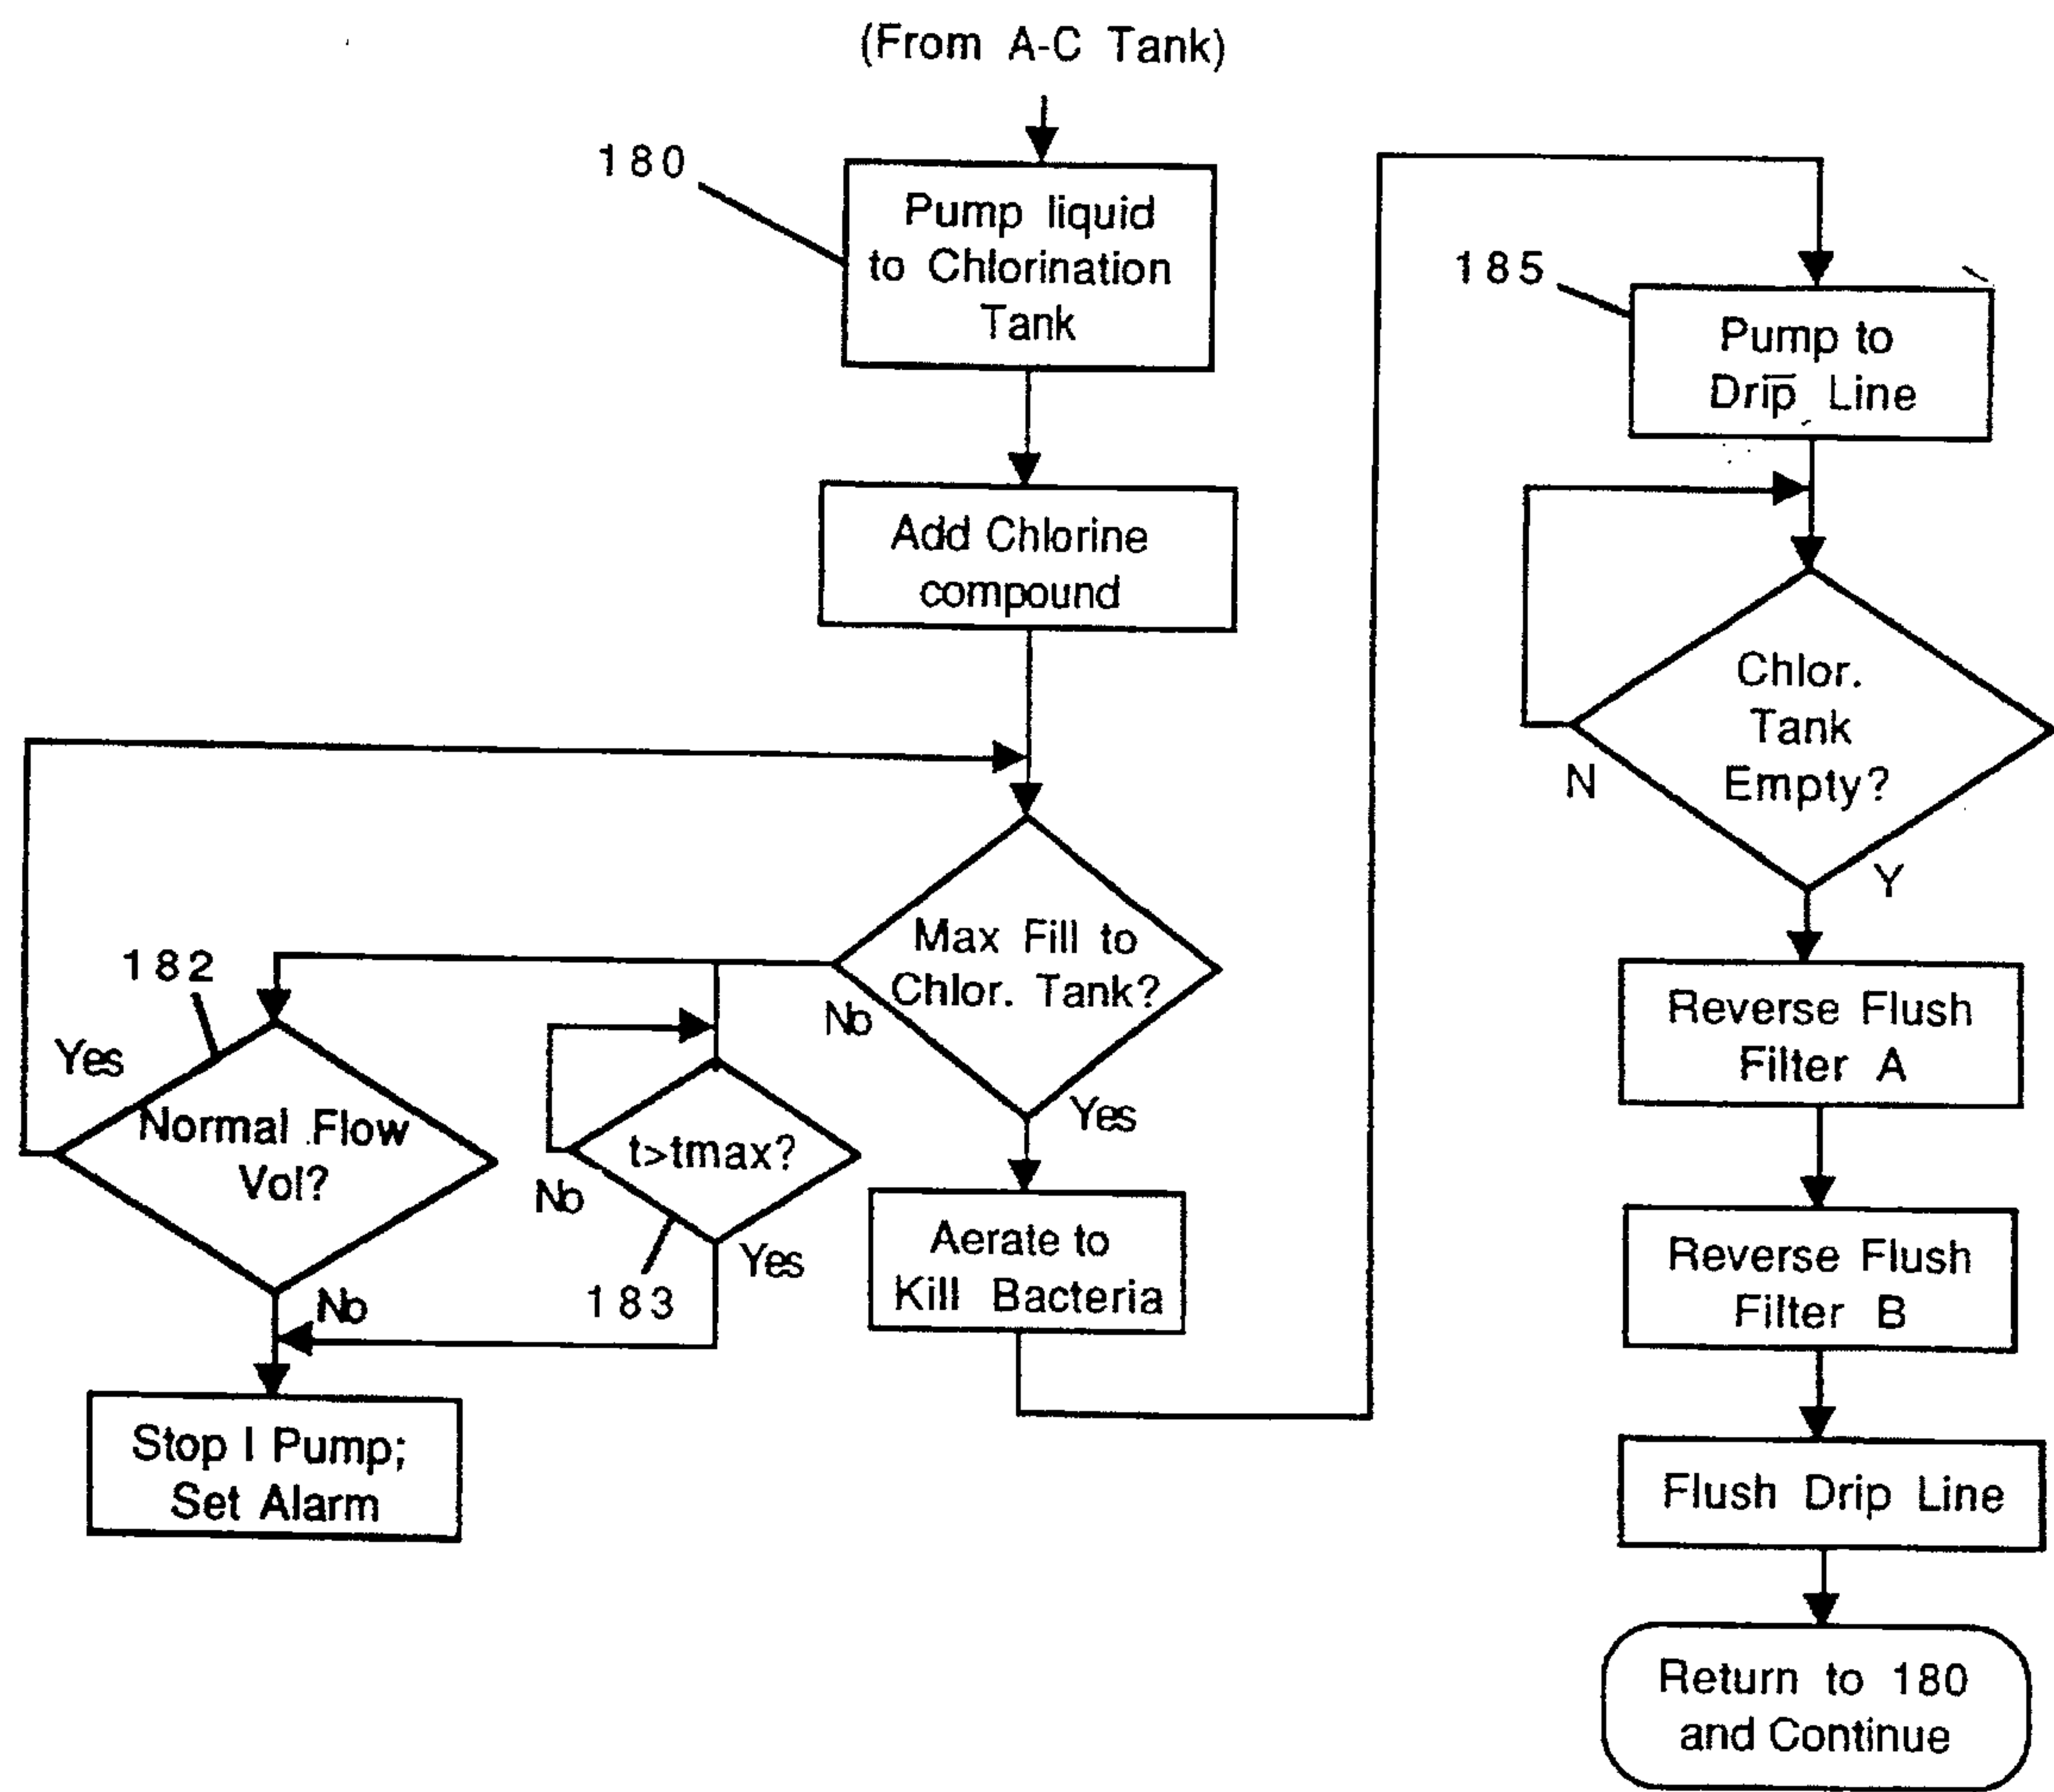 (From A-C Tank)
180
Pump liquid
to Chlorination
Tank
Add Chlorine
compound
Max Fill to
Chlor. Tank?
No
Yes
182
Yes
Normal Flow
Vol?
No
t>tmax?
No
Yes
183
Stop I Pump;
Set Alarm
Aerate to
Kill Bacteria
185
Pump to
Drip Line
Chlor.
Tank
Empty?
N
Y
Reverse Flush
Filter A
Reverse Flush
Filter B
Flush Drip Line
Return to 180
and Continue